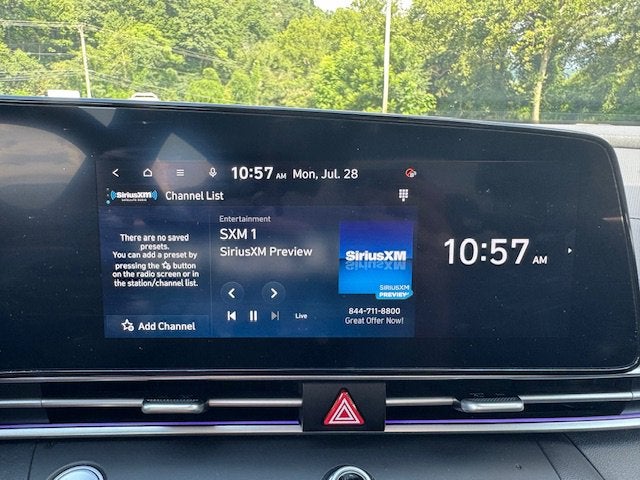 10:57 AM Mon, Jul. 28
SiriusXM
SATELLITE RADIO
Channel List
There are no saved
presets.
You can add a preset by
pressing the button
on the radio screen or in
the station/channel list.
Add Channel
Entertainment
SXM 1
SiriusXM Preview
Live
SiriusXM
SIRIUSXM
PREVIEW
844-711-8800
Great Offer Now!
10:57 AM